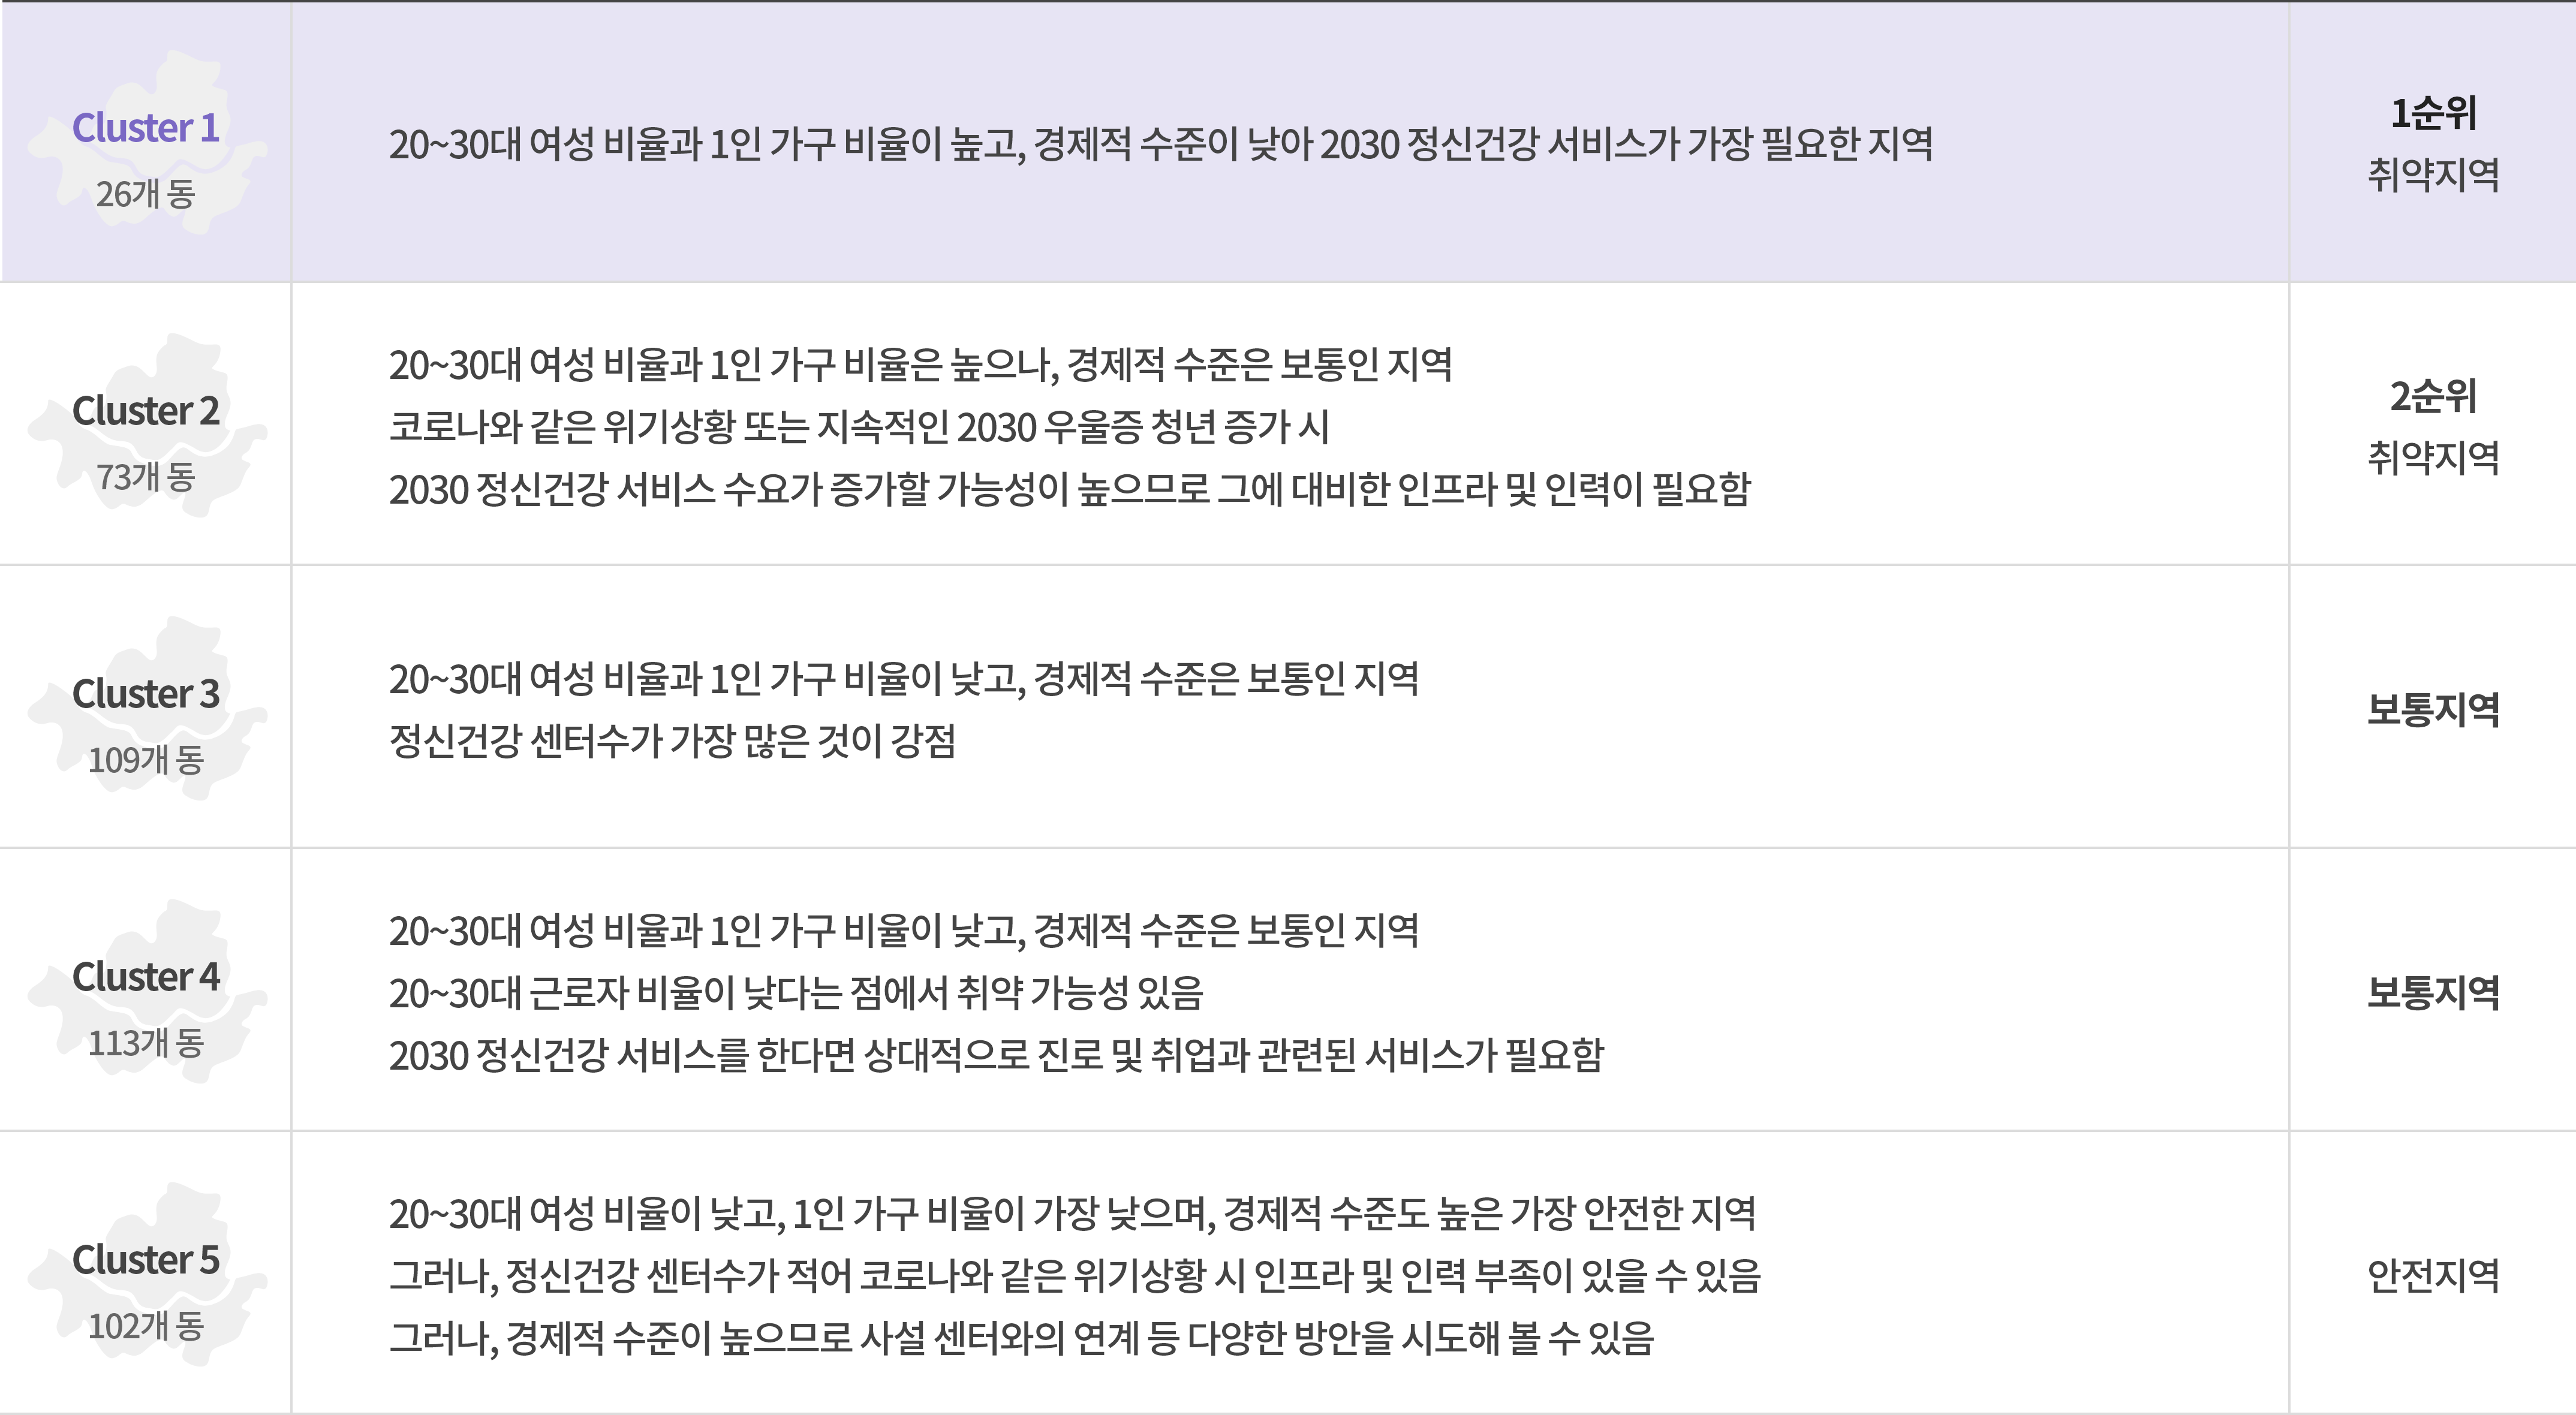 Cluster 1
26개 동
20~30대 여성 비율과 1인 가구 비율이 높고, 경제적 수준이 낮아 2030 정신건강 서비스가 가장 필요한 지역
1순위
취약지역
Cluster 2
73개 동
20~30대 여성 비율과 1인 가구 비율은 높으나, 경제적 수준은 보통인 지역
코로나와 같은 위기상황 또는 지속적인 2030 우울증 청년 증가 시
2030 정신건강 서비스 수요가 증가할 가능성이 높으므로 그에 대비한 인프라 및 인력이 필요함
2순위
취약지역
Cluster 3
109개 동
20~30대 여성 비율과 1인 가구 비율이 낮고, 경제적 수준은 보통인 지역
정신건강 센터수가 가장 많은 것이 강점
보통지역
Cluster 4
113개 동
20~30대 여성 비율과 1인 가구 비율이 낮고, 경제적 수준은 보통인 지역
20~30대 근로자 비율이 낮다는 점에서 취약 가능성 있음
2030 정신건강 서비스를 한다면 상대적으로 진로 및 취업과 관련된 서비스가 필요함
보통지역
Cluster 5
102개 동
20~30대 여성 비율이 낮고, 1인 가구 비율이 가장 낮으며, 경제적 수준도 높은 가장 안전한 지역
그러나, 정신건강 센터수가 적어 코로나와 같은 위기상황 시 인프라 및 인력 부족이 있을 수 있음
그러나, 경제적 수준이 높으므로 사설 센터와의 연계 등 다양한 방안을 시도해 볼 수 있음
안전지역